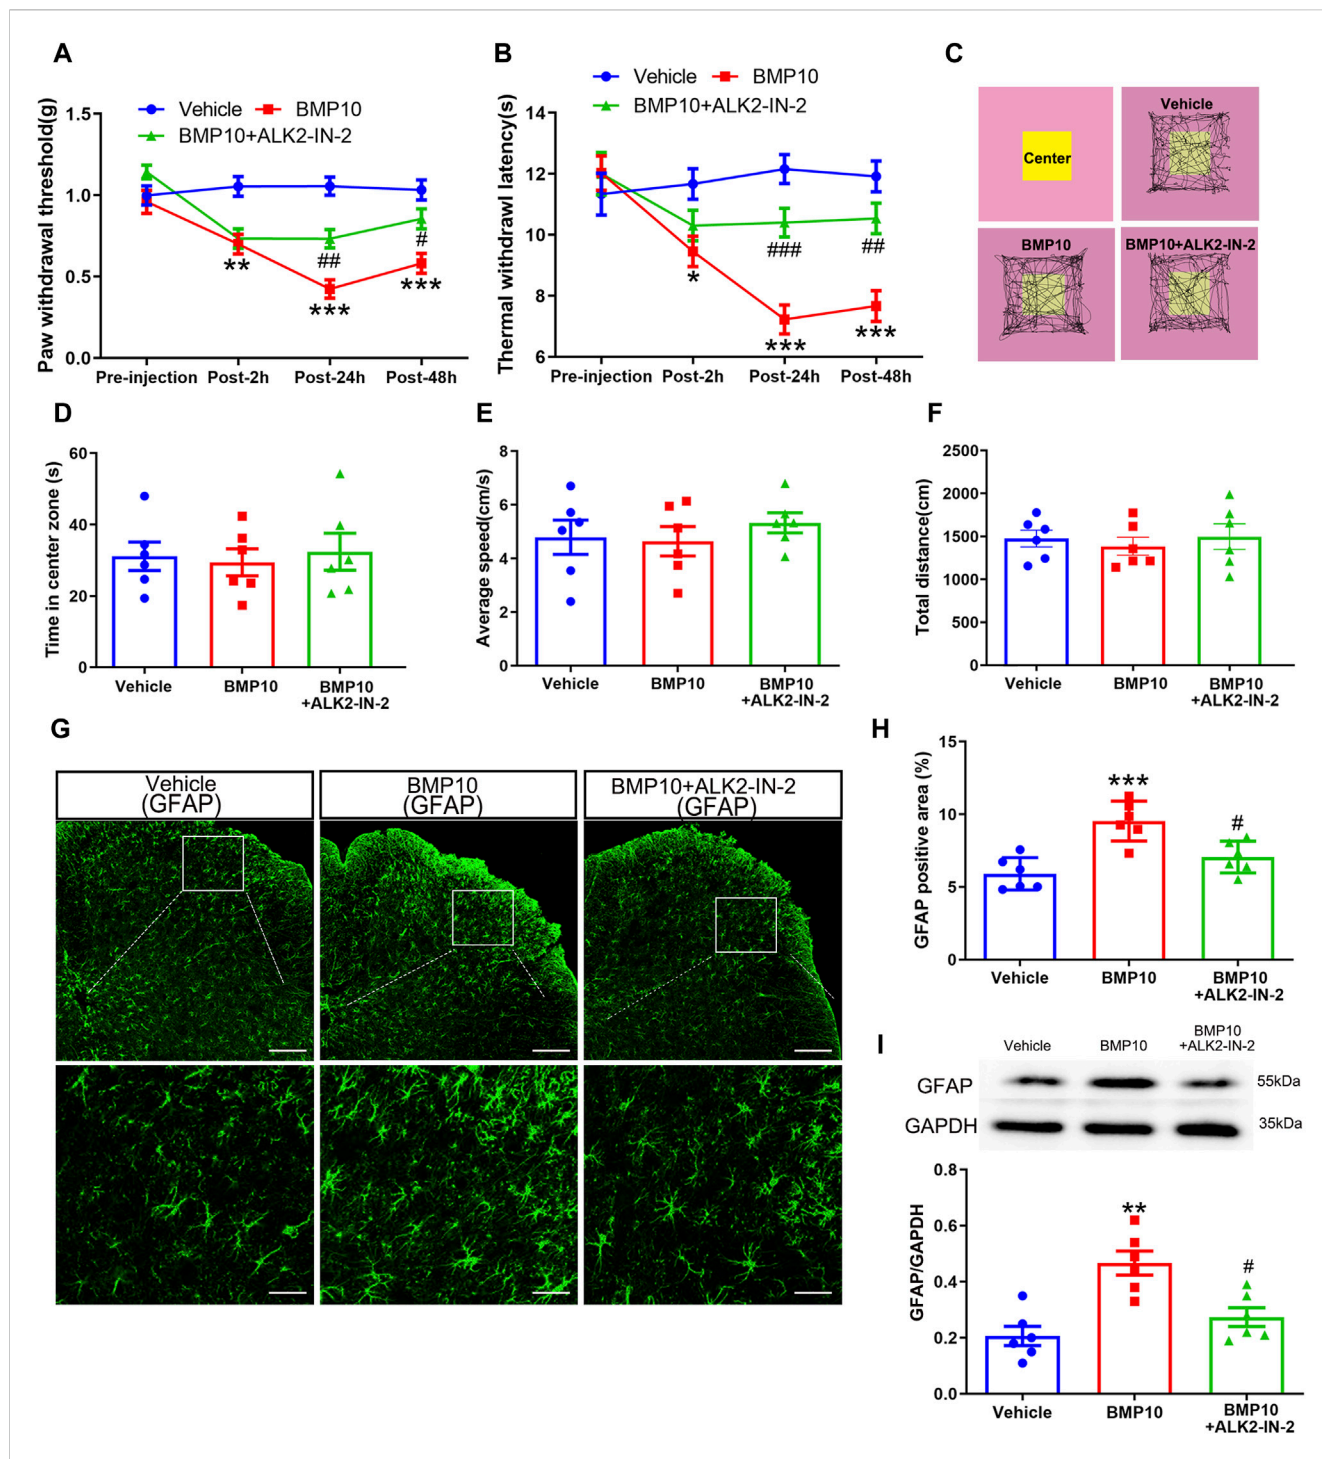 A
Vehicle BMP10
BMP10+ALK2-IN-2
Paw withdrawal threshold(g)
1.5
1.0
0.5
0.0
**
##
***
#
***
Pre-injection Post-2h Post-24h Post-48h
B
Vehicle BMP10
BMP10+ALK2-IN-2
Thermal withdrawl latency(s)
14
12
10
8
6
*
###
***
##
***
Pre-injection Post-2h Post-24h Post-48h
C
Center
Vehicle
BMP10
BMP10+ALK2-IN-2
D
Time in center zone (s)
60
40
20
0
Vehicle BMP10 BMP10
+ALK2-IN-2
E
Average speed(cm/s)
8
6
4
2
0
Vehicle BMP10 BMP10
+ALK2-IN-2
F
Total distance(cm)
2500
2000
1500
1000
500
0
Vehicle BMP10 BMP10
+ALK2-IN-2
G
Vehicle
(GFAP)
BMP10
(GFAP)
BMP10+ALK2-IN-2
(GFAP)
H
GFAP positive area (%)
15
10
5
0
***
#
Vehicle BMP10 BMP10
+ALK2-IN-2
I
Vehicle BMP10 BMP10
+ALK2-IN-2
GFAP 55kDa
GAPDH 35kDa
GFAP/GAPDH
0.8
0.6
0.4
0.2
0.0
**
#
Vehicle BMP10 BMP10
+ALK2-IN-2